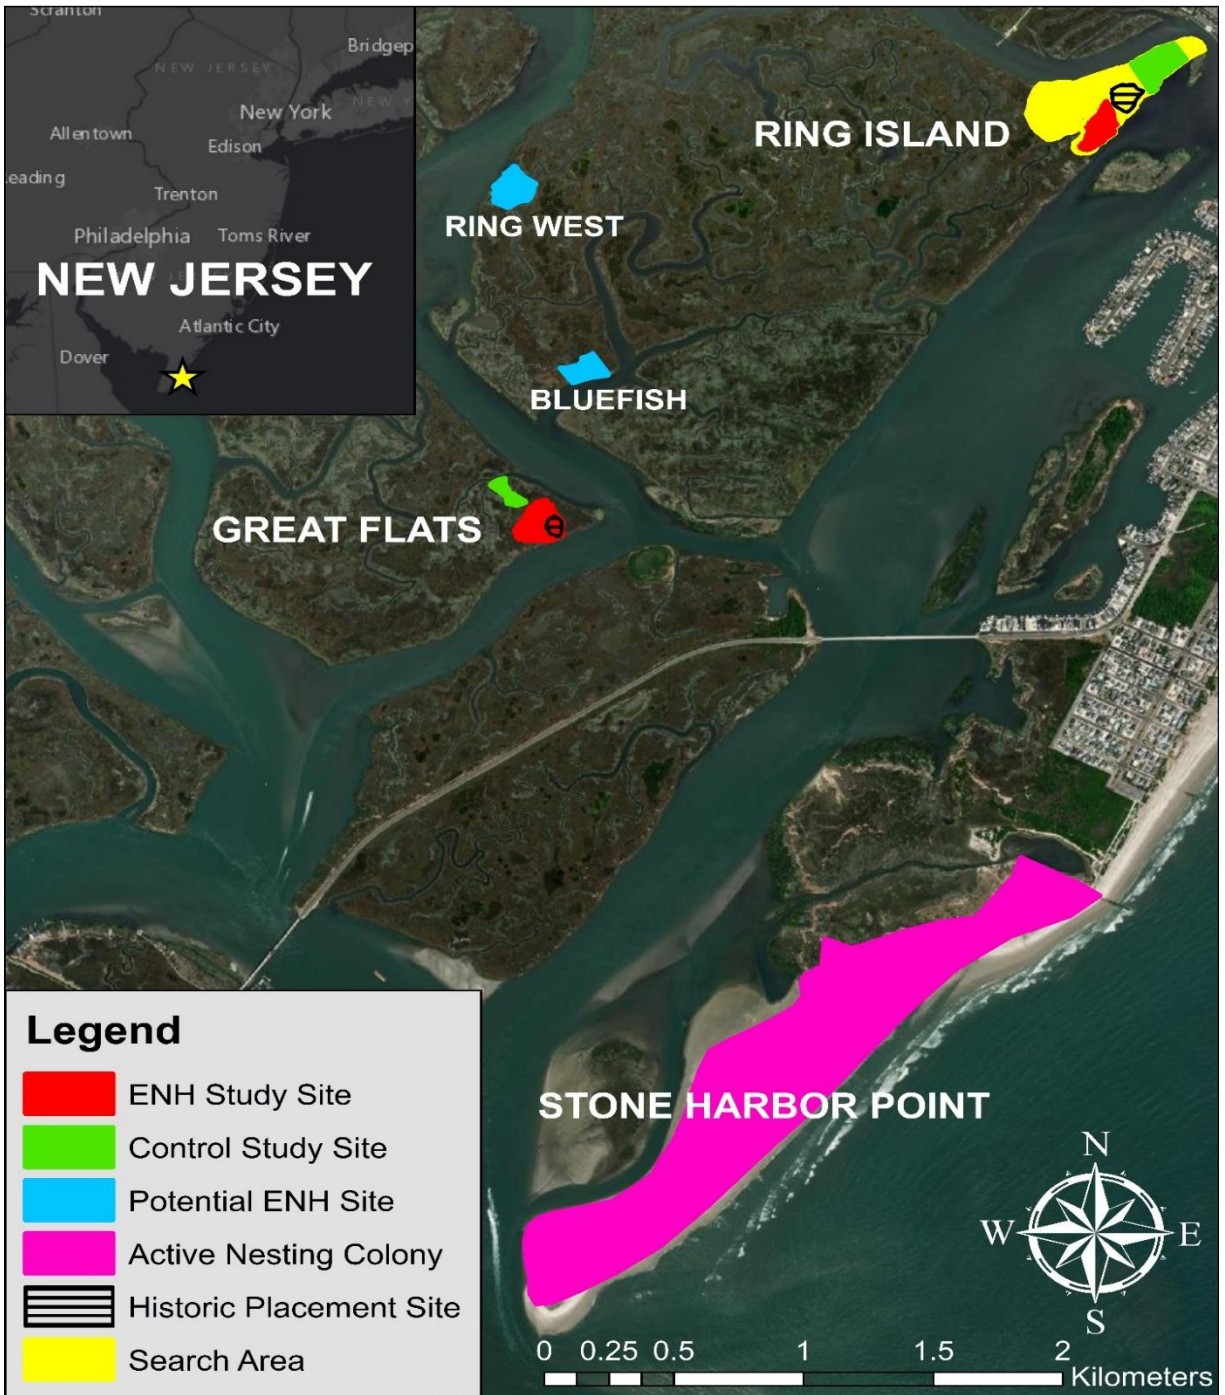 Scranton
Bridgep
NEW JERSEY
New York
NEW Y
Allentown
Edison
eading
Trenton
Philadelphia
Toms River
NEW JERSEY
Atlantic City
Dover
RING ISLAND
RING WEST
BLUEFISH
GREAT FLATS
STONE HARBOR POINT
Legend
ENH Study Site
Control Study Site
Potential ENH Site
Active Nesting Colony
Historic Placement Site
Search Area
N
W E
S
0 0.25 0.5 1 1.5 2
Kilometers